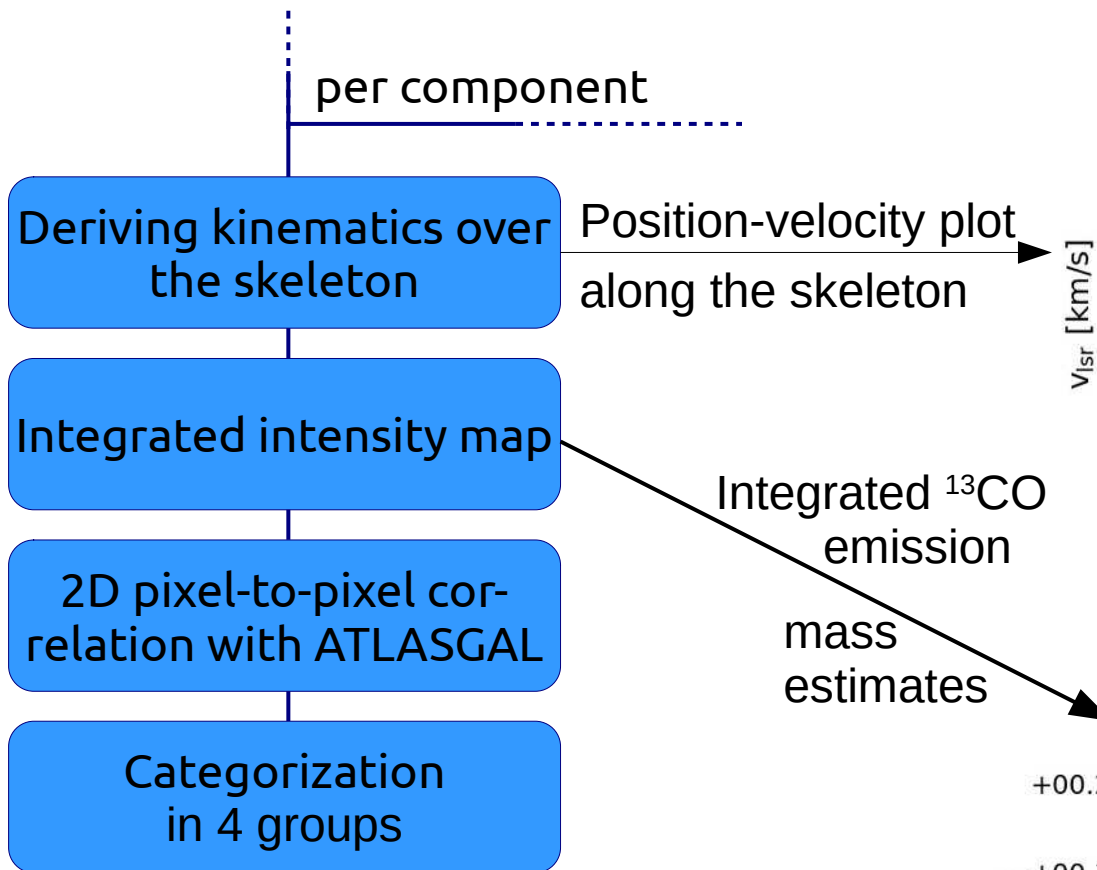 per component
Deriving kinematics over
the skeleton
Position-velocity plot
along the skeleton
v_lsr [km/s]
Integrated intensity map
Integrated ¹³CO
emission
mass
estimates
2D pixel-to-pixel cor-
relation with ATLASGAL
Categorization
in 4 groups